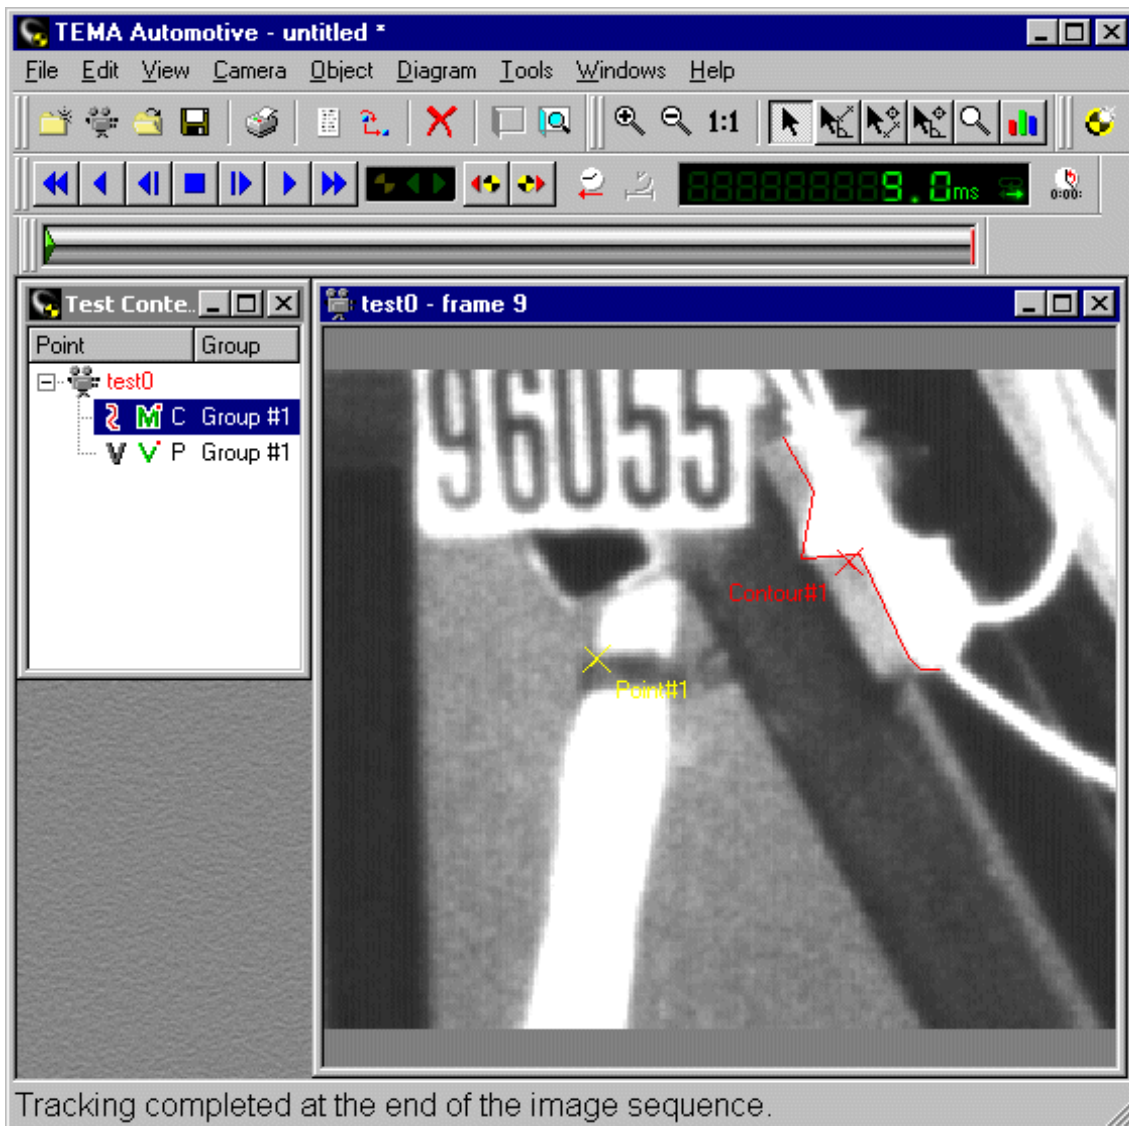 TEMA Automotive - untitled *
File Edit View Camera Object Diagram Tools Windows Help
1:1
9.0ms
0:00:
Test Conte..
Point Group
test0
C Group #1
P Group #1
test0 - frame 9
96055
Contour#1
Point#1
Tracking completed at the end of the image sequence.